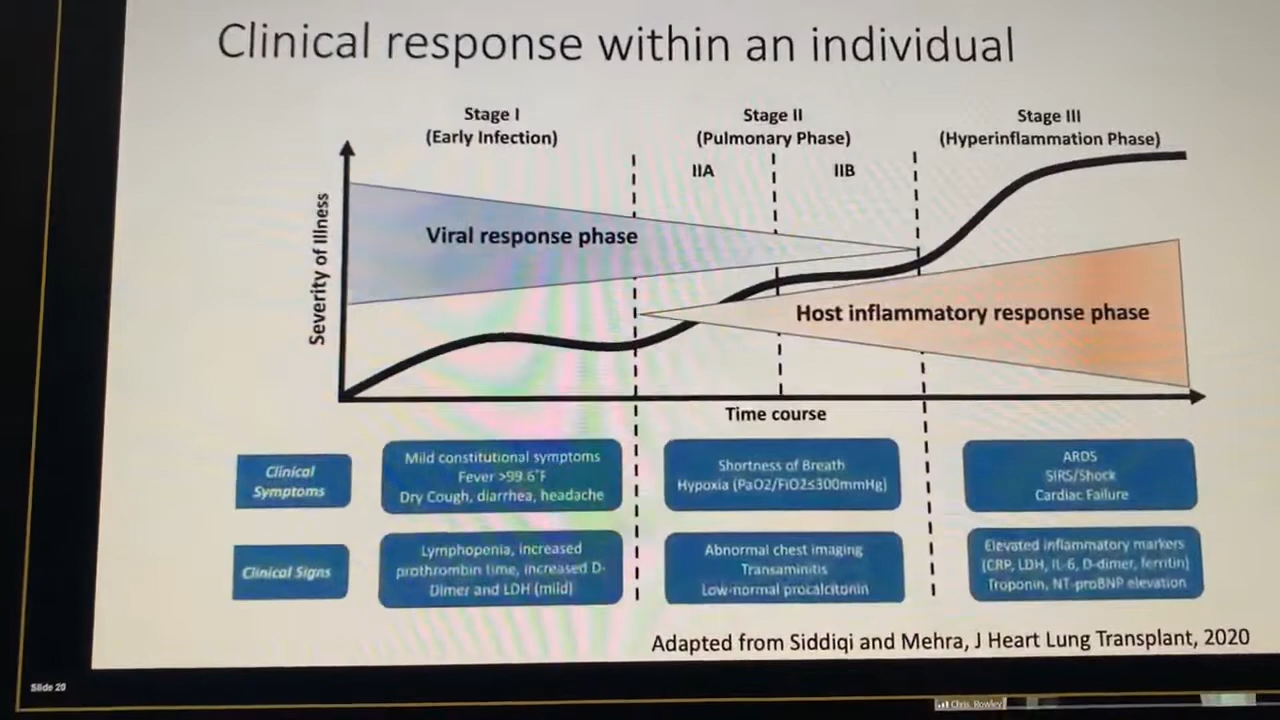 Clinical response within an individual
Stage I
(Early Infection)
Stage II
(Pulmonary Phase)
Stage III
(Hyperinflammation Phase)
IIA
IIB
Severity of Illness
Viral response phase
Host inflammatory response phase
Time course
Clinical
Symptoms
Mild constitutional symptoms
Fever >99.6°F
Dry Cough, diarrhea, headache
Shortness of Breath
Hypoxia (PaO2/FiO2≤300mmHg)
ARDS
SIRS/Shock
Cardiac Failure
Clinical Signs
Lymphopenia, increased
prothrombin time, increased D-
Dimer and LDH (mild)
Abnormal chest imaging
Transaminitis
Low-normal procalcitonin
Elevated inflammatory markers
(CRP, LDH, IL-6, D-dimer, ferritin)
Troponin, NT-proBNP elevation
Adapted from Siddiqi and Mehra, J Heart Lung Transplant, 2020
Slide 20
Chris Rowley